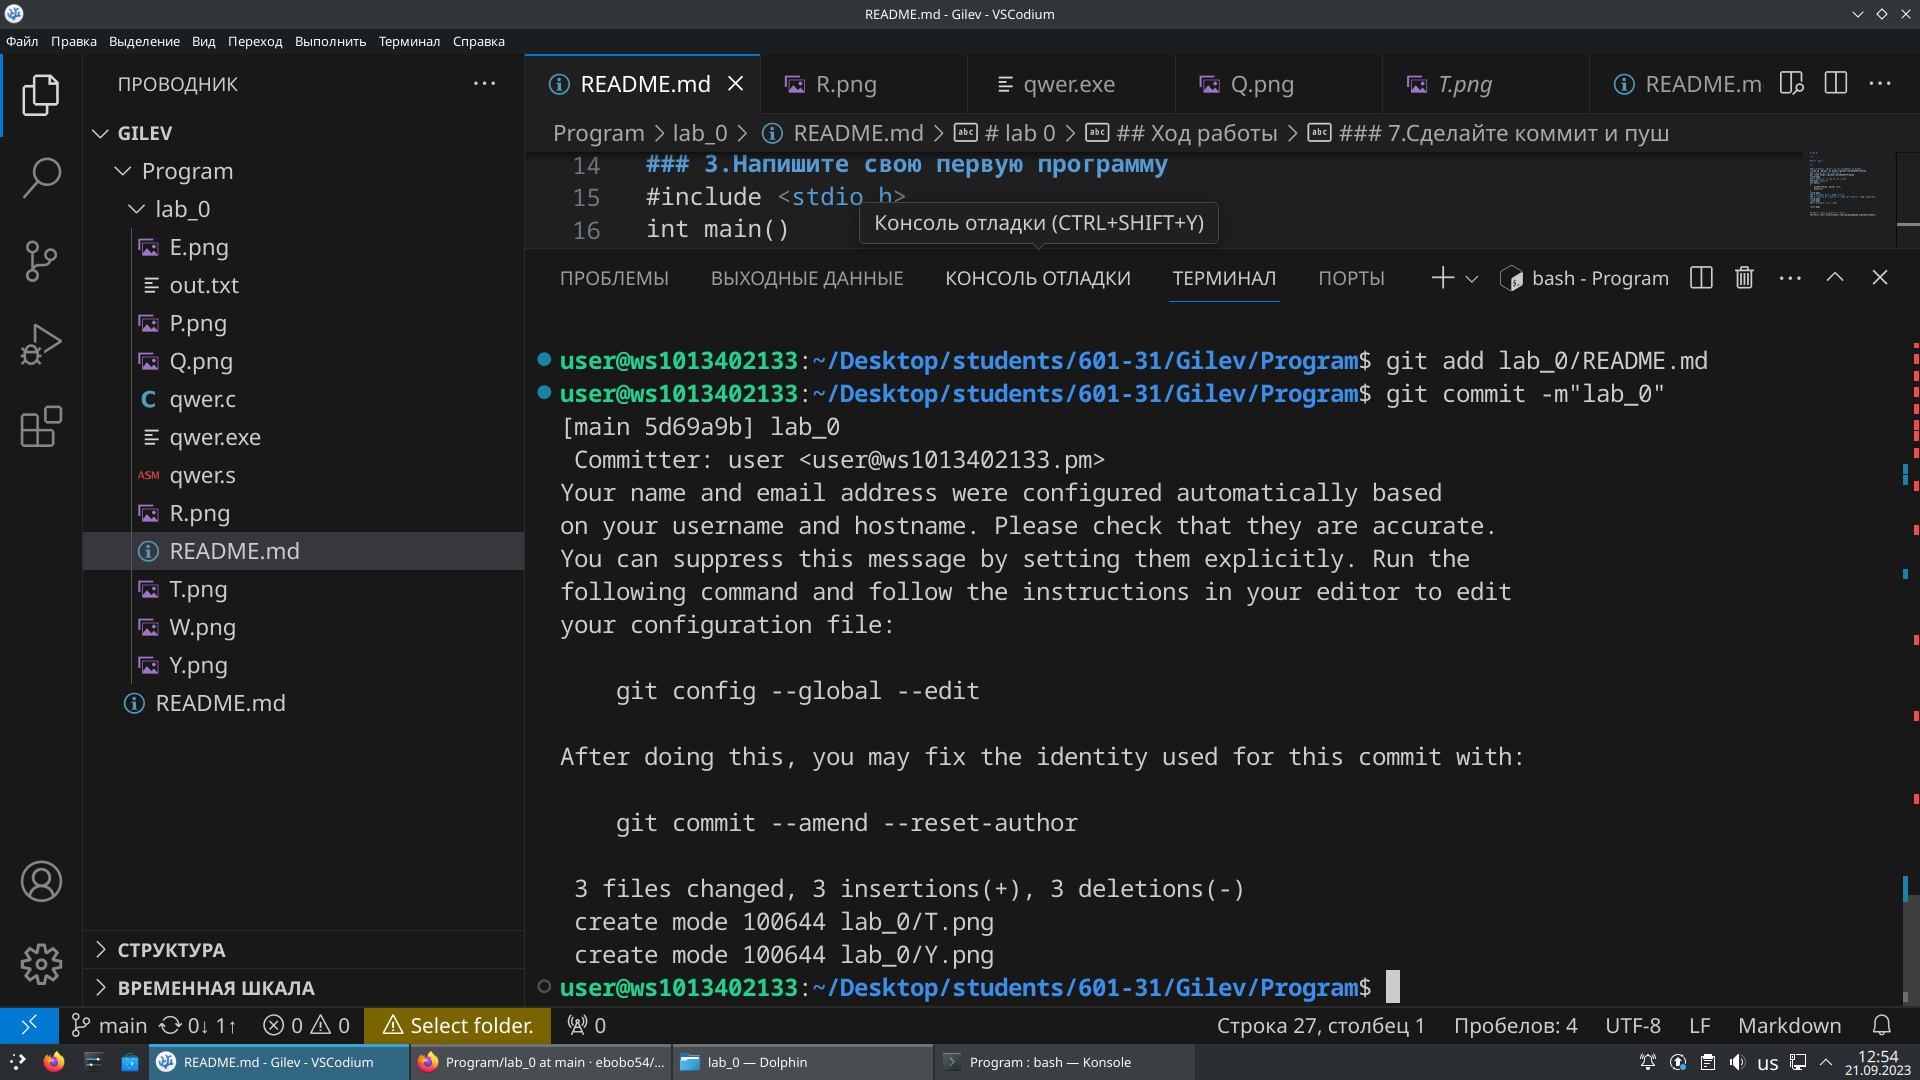 README.md - Gilev - VSCodium
Файл Правка Выделение Вид Переход Выполнить Терминал Справка
ПРОВОДНИК
README.md R.png qwer.exe Q.png T.png README.m
GILEV
Program > lab_0 > README.md > # lab 0 > ## Ход работы > ### 7.Сделайте коммит и пуш
Program
lab_0
E.png
out.txt
P.png
Q.png
qwer.c
qwer.exe
ASM qwer.s
R.png
README.md
T.png
W.png
Y.png
README.md
СТРУКТУРА
ВРЕМЕННАЯ ШКАЛА
14 ### 3.Напишите свою первую программу
15 #include <stdio h>
16 int main()
Консоль отладки (CTRL+SHIFT+Y)
ПРОБЛЕМЫ ВЫХОДНЫЕ ДАННЫЕ КОНСОЛЬ ОТЛАДКИ ТЕРМИНАЛ ПОРТЫ bash - Program
user@ws1013402133:~/Desktop/students/601-31/Gilev/Program$ git add lab_0/README.md
user@ws1013402133:~/Desktop/students/601-31/Gilev/Program$ git commit -m"lab_0"
[main 5d69a9b] lab_0
Committer: user <user@ws1013402133.pm>
Your name and email address were configured automatically based
on your username and hostname. Please check that they are accurate.
You can suppress this message by setting them explicitly. Run the
following command and follow the instructions in your editor to edit
your configuration file:
git config --global --edit
After doing this, you may fix the identity used for this commit with:
git commit --amend --reset-author
3 files changed, 3 insertions(+), 3 deletions(-)
create mode 100644 lab_0/T.png
create mode 100644 lab_0/Y.png
user@ws1013402133:~/Desktop/students/601-31/Gilev/Program$
main 0↓ 1↑ 0 0 Select folder. 0 Строка 27, столбец 1 Пробелов: 4 UTF-8 LF Markdown
README.md - Gilev - VSCodium Program/lab_0 at main · ebobo54/... lab_0 — Dolphin Program : bash — Konsole us 12:54
21.09.2023